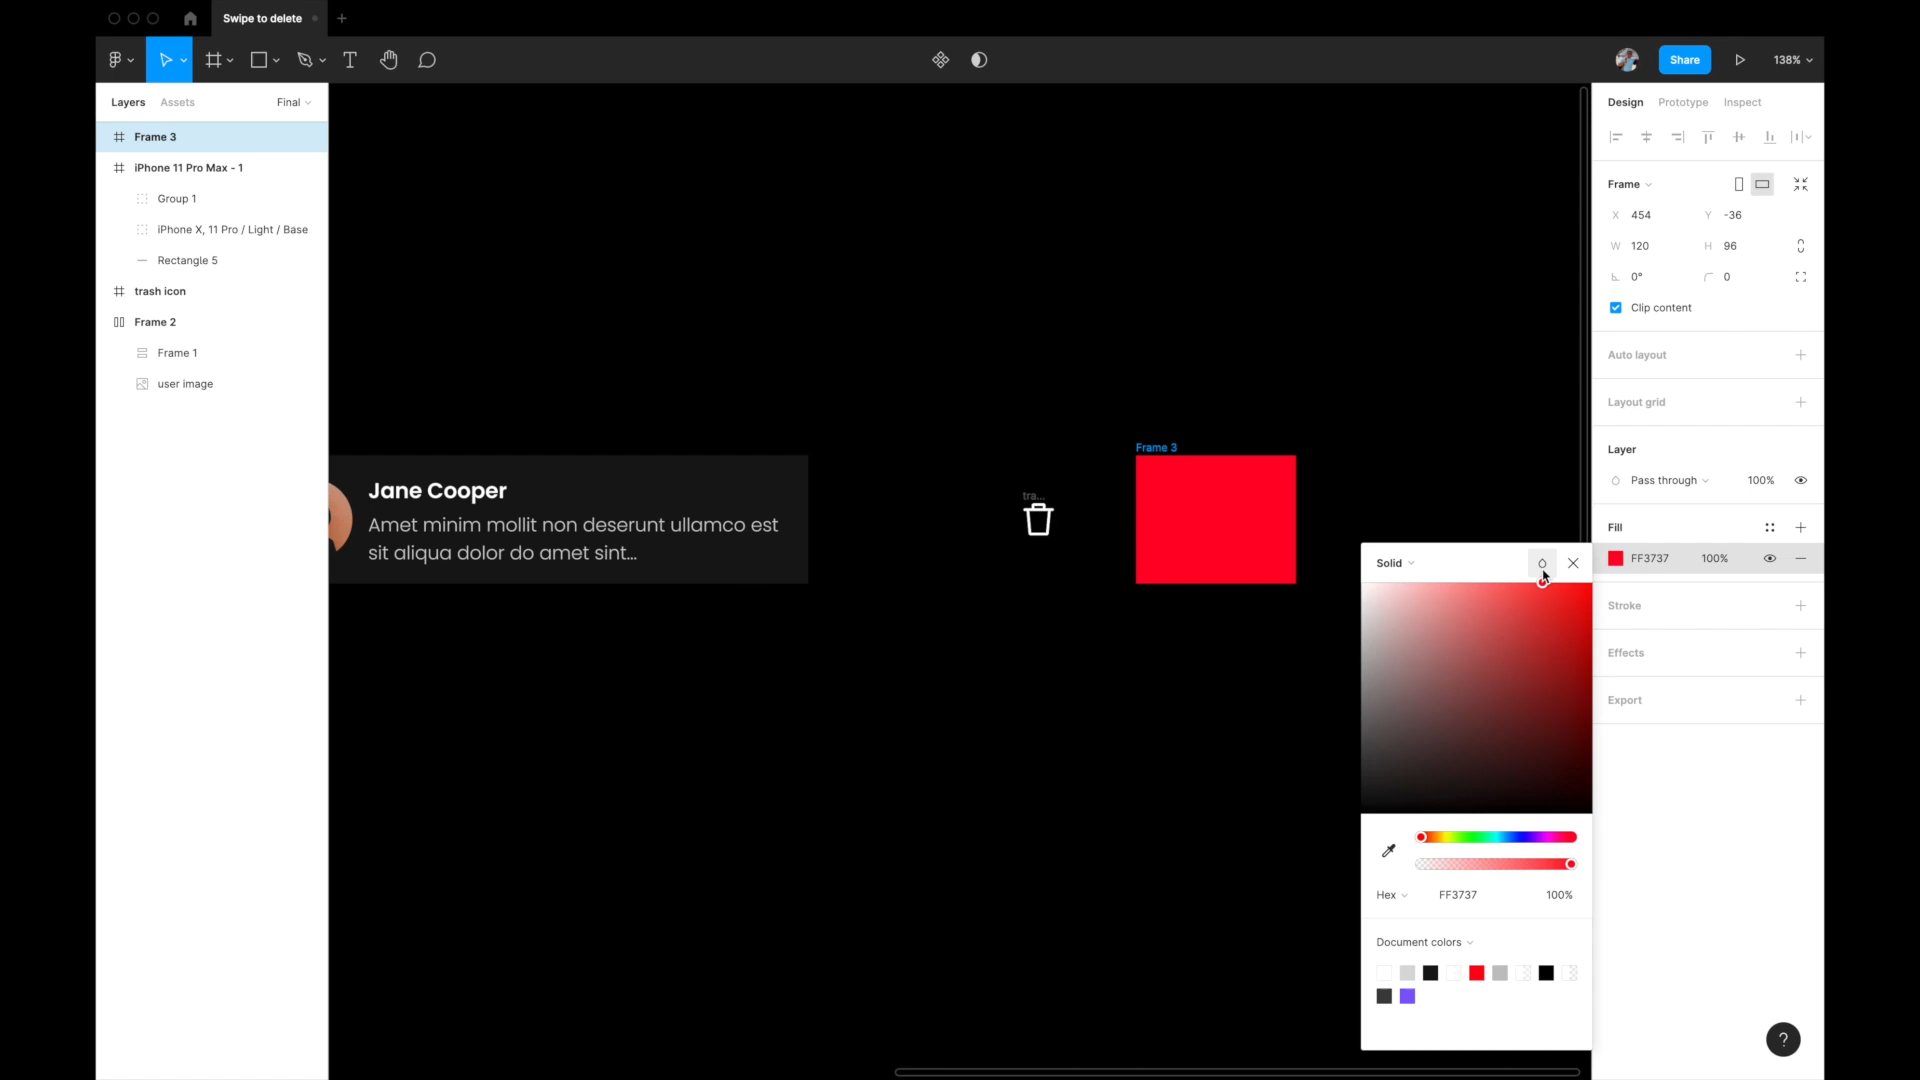 Swipe to delete
Share
138%
Layers
Assets
Final
Frame 3
iPhone 11 Pro Max - 1
Group 1
iPhone X, 11 Pro / Light / Base
Rectangle 5
trash icon
Frame 2
Frame 1
user image
Jane Cooper
Amet minim mollit non deserunt ullamco est
sit aliqua dolor do amet sint...
tra...
Frame 3
Solid
Hex
FF3737
100%
Document colors
Design
Prototype
Inspect
Frame
X 454
Y -36
W 120
H 96
0°
0
Clip content
Auto layout
Layout grid
Layer
Pass through
100%
Fill
FF3737
100%
Stroke
Effects
Export
?